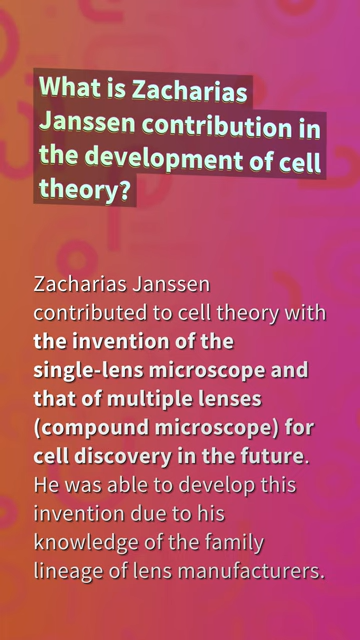 What is Zacharias
Janssen contribution in
the development of cell
theory?
Zacharias Janssen
contributed to cell theory with
the invention of the
single-lens microscope and
that of multiple lenses
(compound microscope) for
cell discovery in the future.
He was able to develop this
invention due to his
knowledge of the family
lineage of lens manufacturers.